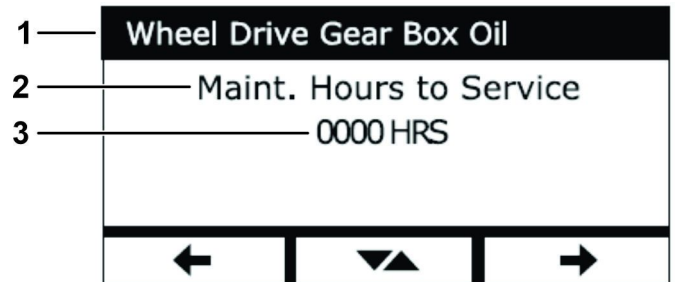 1 Wheel Drive Gear Box Oil
2 Maint. Hours to Service
3 0000 HRS